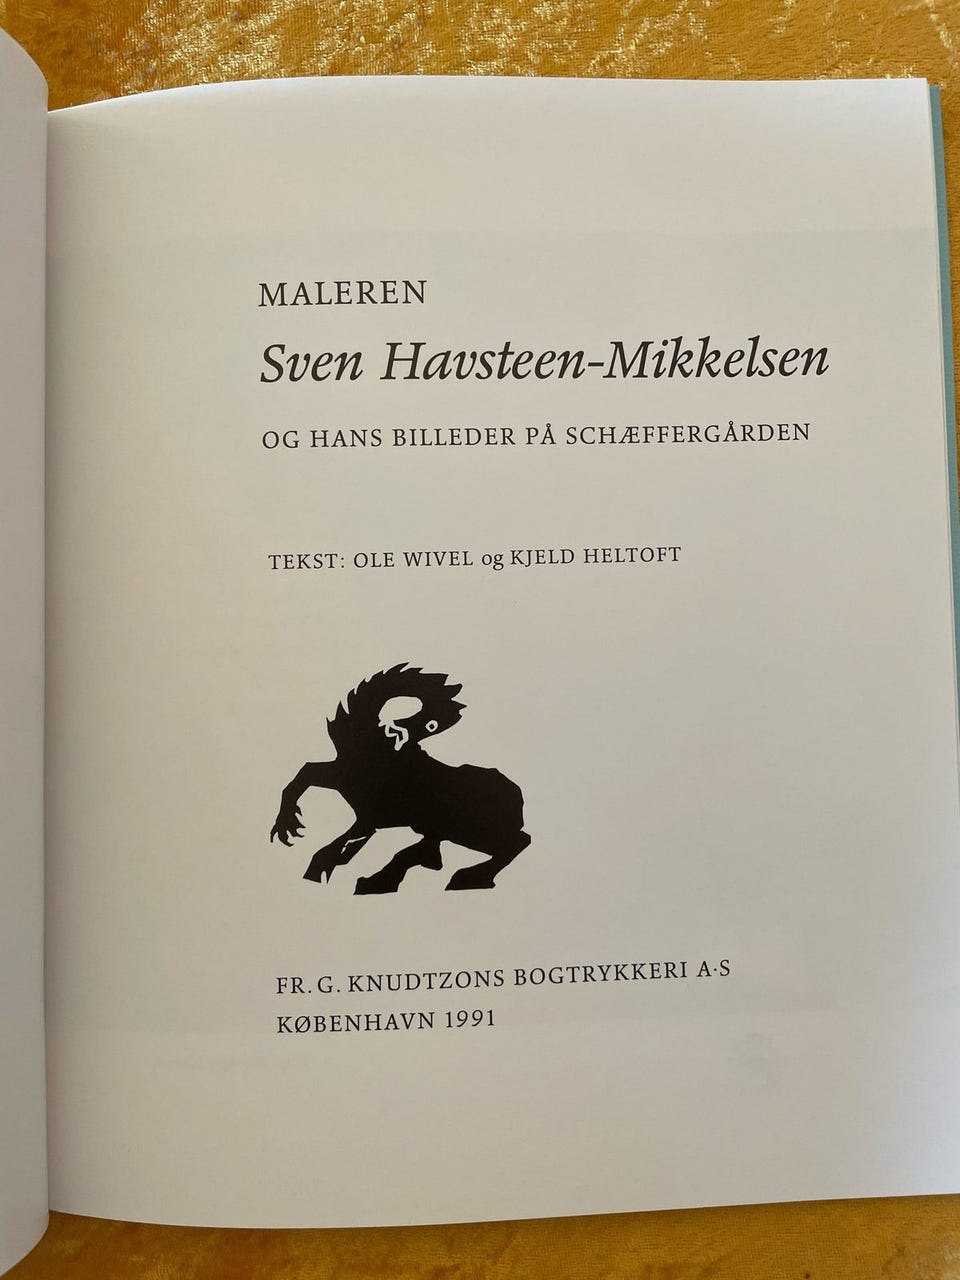 MALEREN
Sven Havsteen-Mikkelsen
OG HANS BILLEDER PÅ SCHÆFFERGÅRDEN
TEKST: OLE WIVEL og KJELD HELTOFT
FR. G. KNUDTZONS BOGTRYKKERI A·S
KØBENHAVN 1991